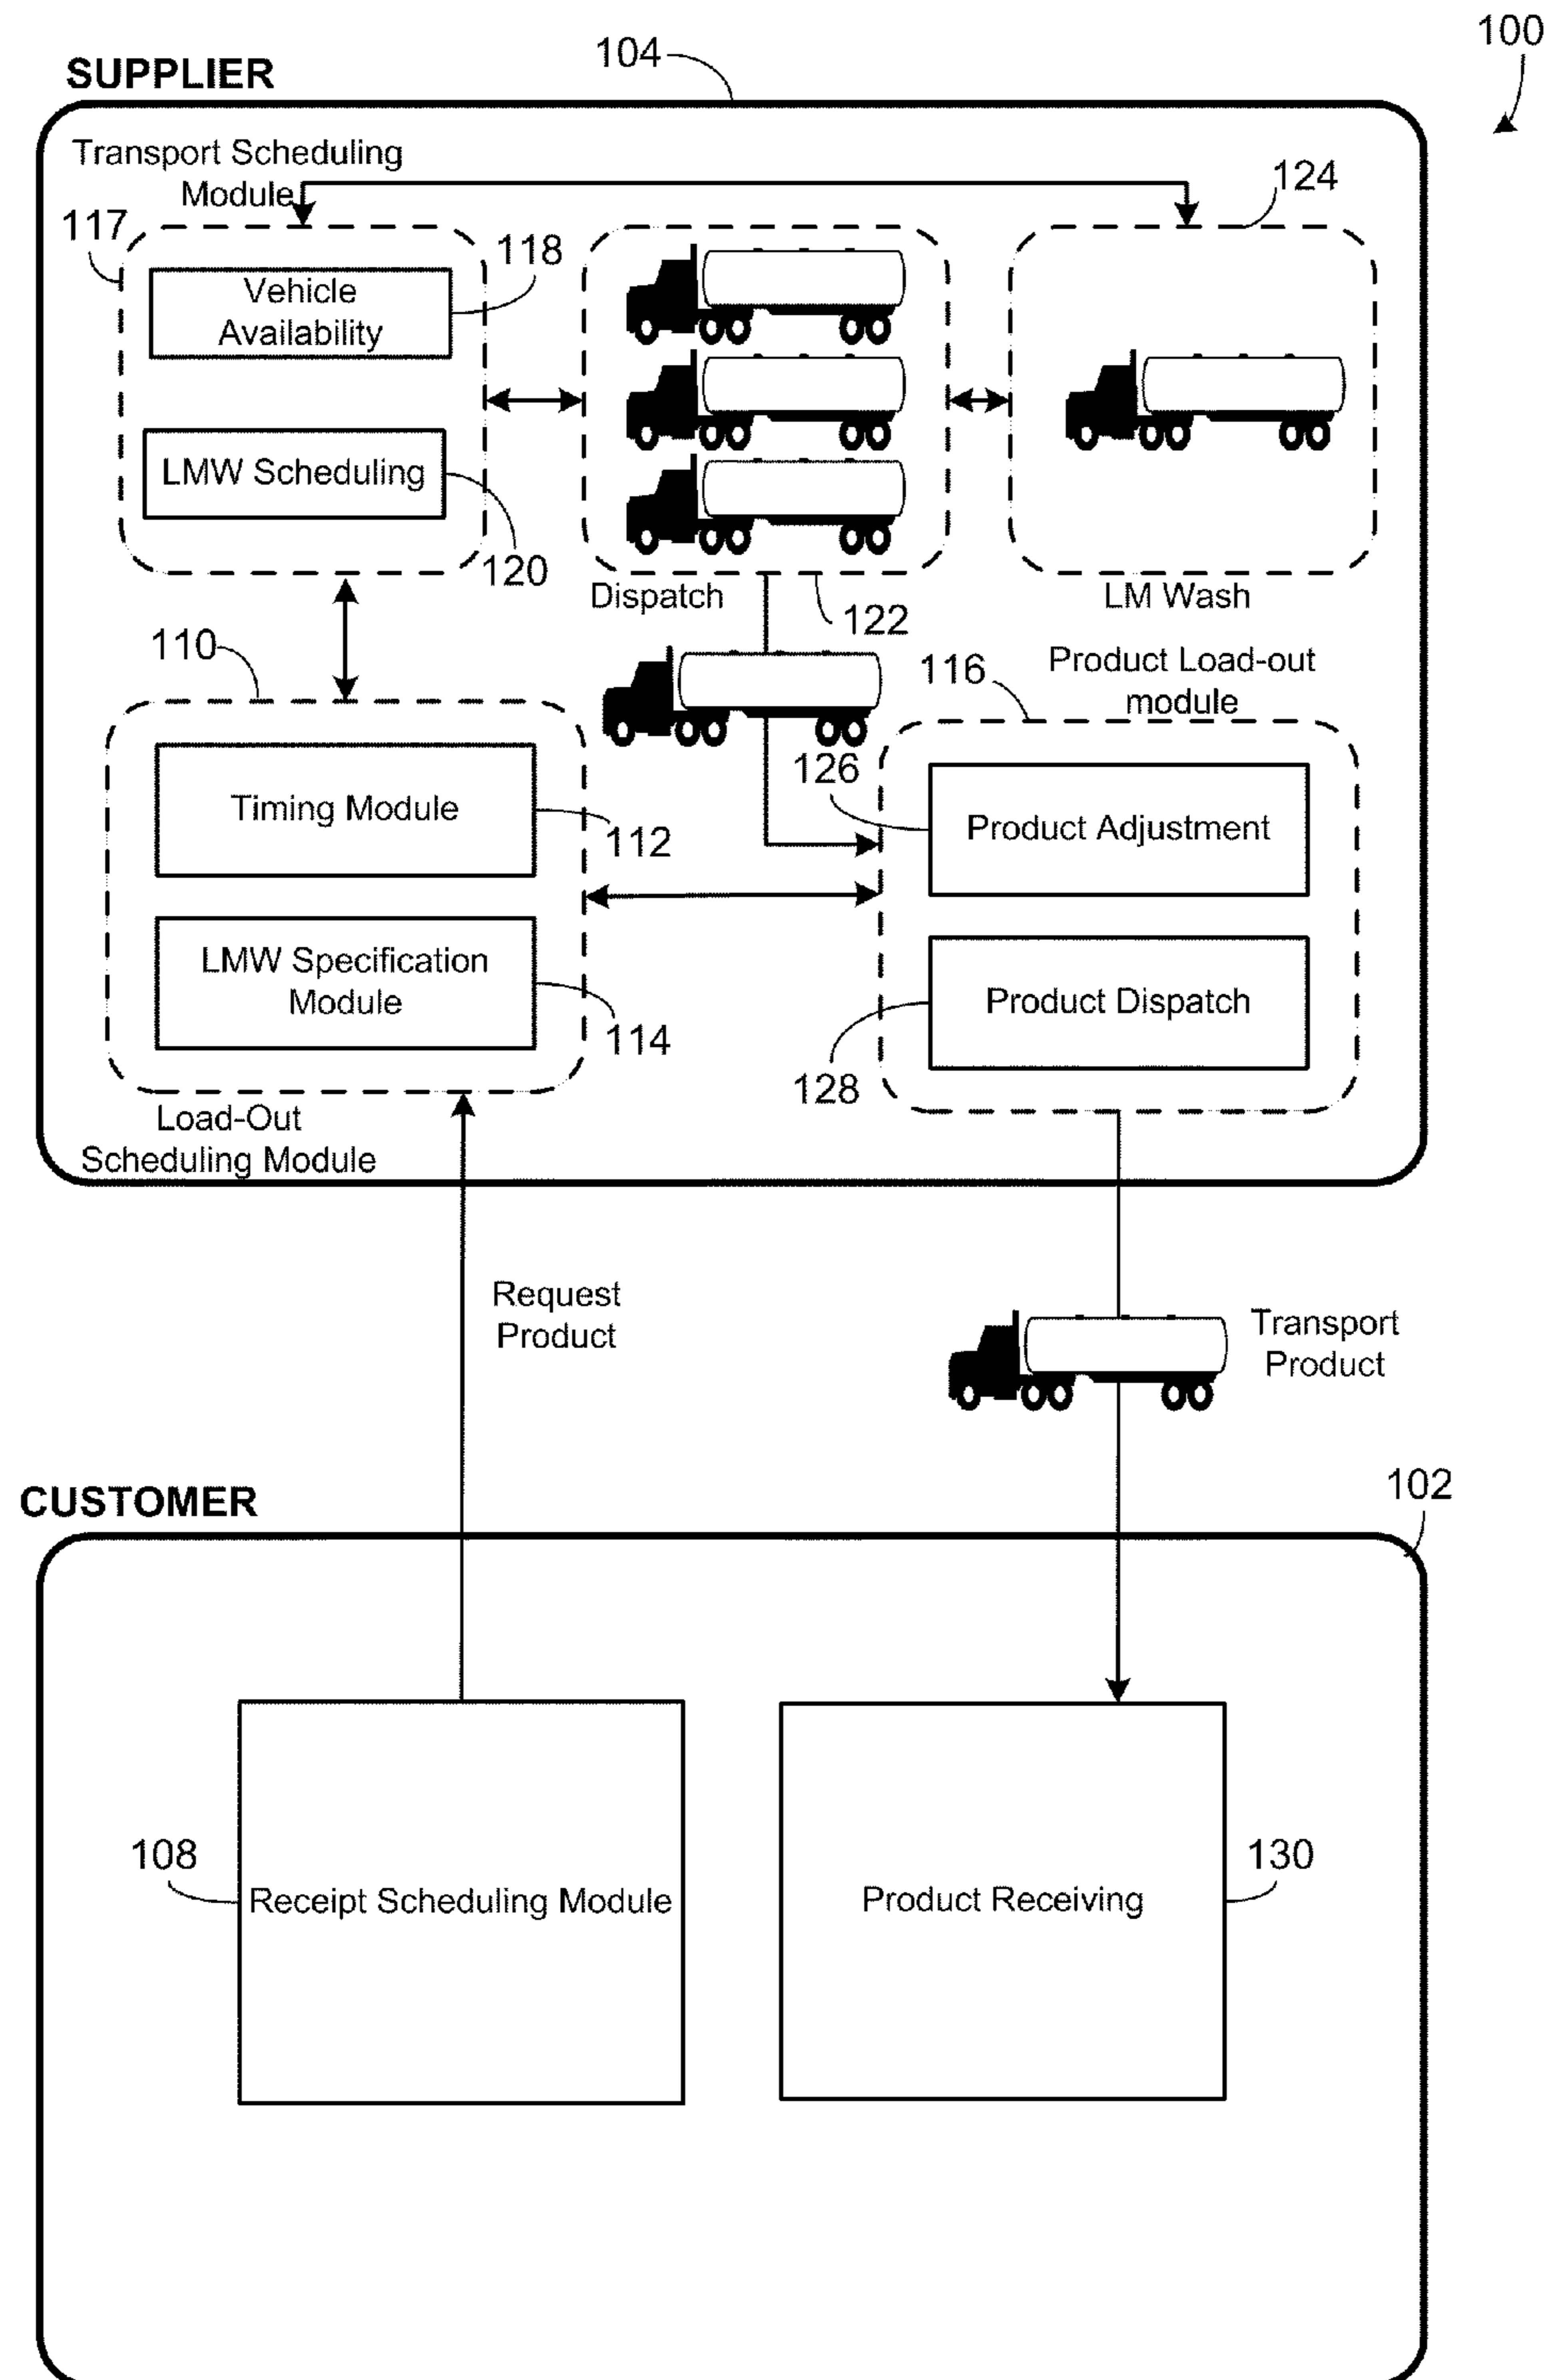 100
104
SUPPLIER
Transport Scheduling
Module
124
117
118
Vehicle
Availability
LMW Scheduling
120
Dispatch
LM Wash
122
110
116
Product Load-out
module
126
Timing Module
112
Product Adjustment
LMW Specification
Module
114
Product Dispatch
128
Load-Out
Scheduling Module
Request
Product
Transport
Product
CUSTOMER
102
108
Receipt Scheduling Module
Product Receiving
130